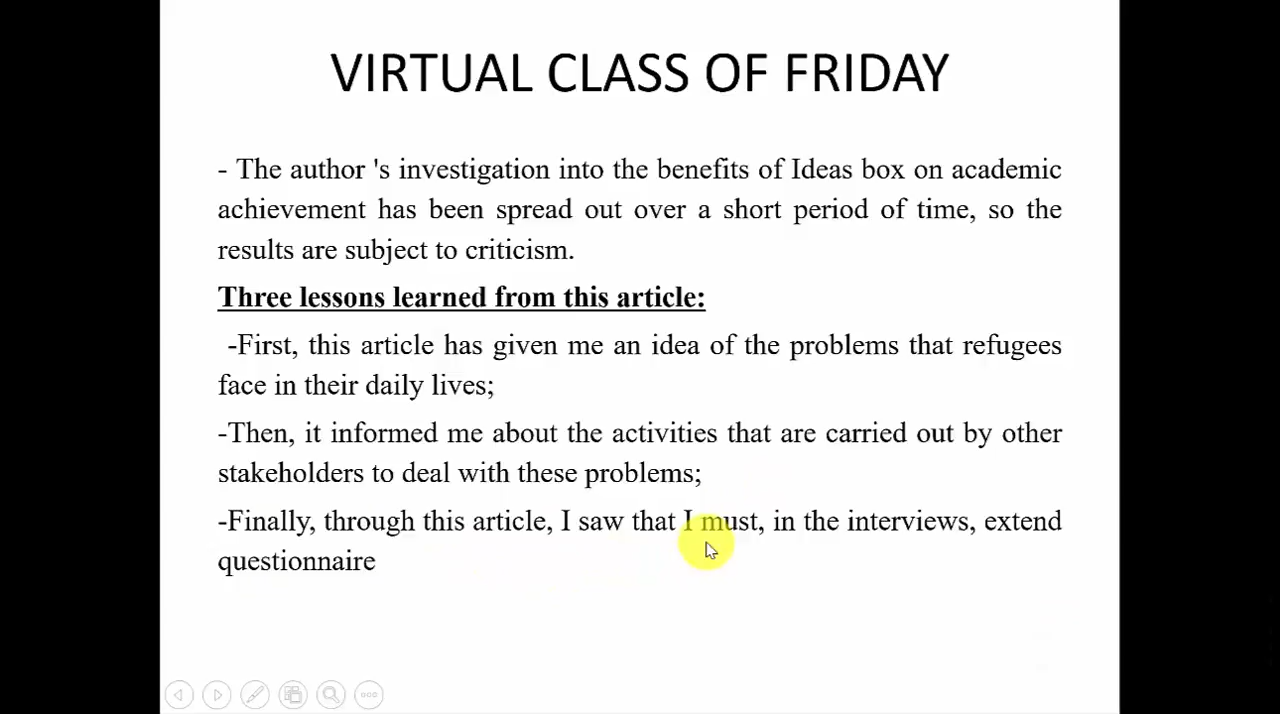 VIRTUAL CLASS OF FRIDAY
- The author 's investigation into the benefits of Ideas box on academic
achievement has been spread out over a short period of time, so the
results are subject to criticism.
Three lessons learned from this article:
-First, this article has given me an idea of the problems that refugees
face in their daily lives;
-Then, it informed me about the activities that are carried out by other
stakeholders to deal with these problems;
-Finally, through this article, I saw that I must, in the interviews, extend
questionnaire